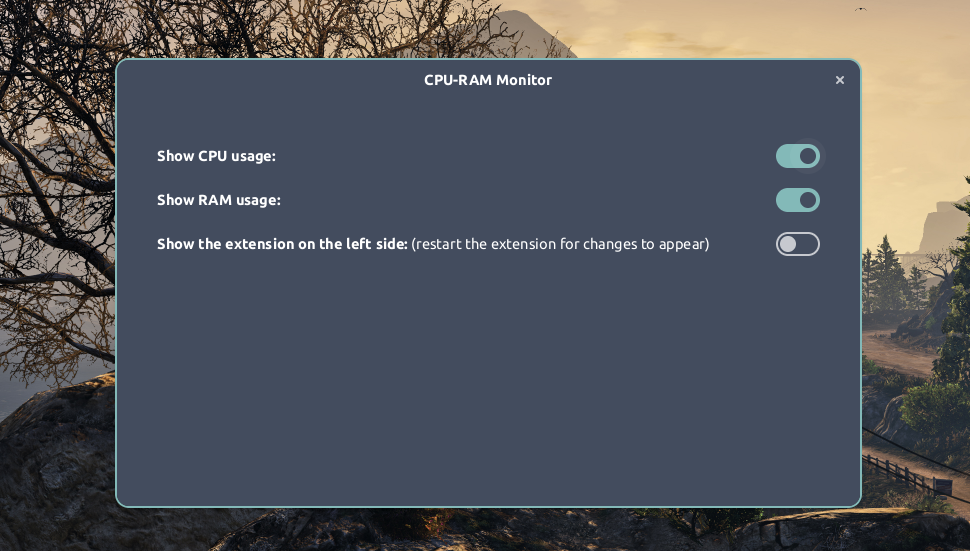 CPU-RAM Monitor
Show CPU usage:
Show RAM usage:
Show the extension on the left side: (restart the extension for changes to appear)